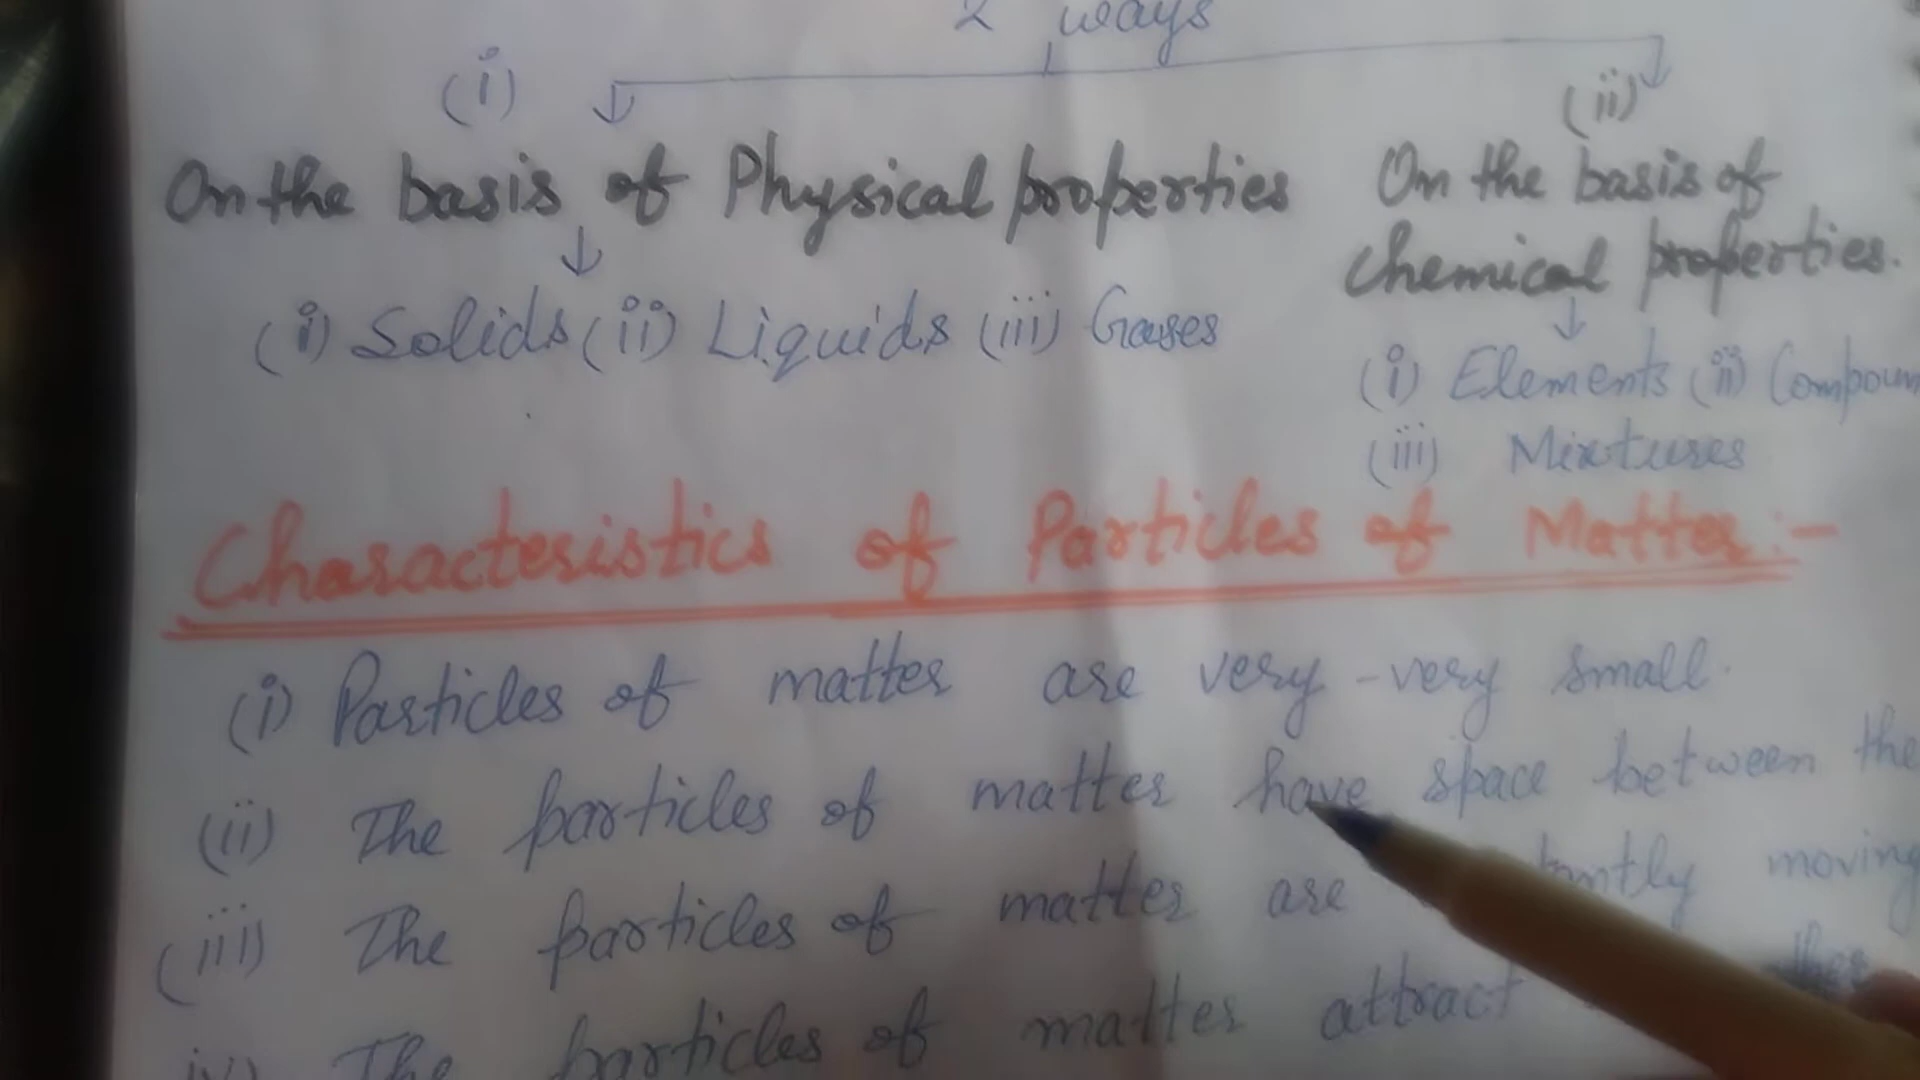 2 ways
(i) (ii)
On the basis of Physical properties
On the basis of
chemical properties.
(i) Solids (ii) Liquids (iii) Gases
(i) Elements (ii) Compoun
(iii) Mixtures
Characteristics of Particles of Matter :-
(i) Particles of matter are very-very small.
(ii) The particles of matter have space between the
(iii) The particles of matter are tantly moving
iv) The particles of matter attract